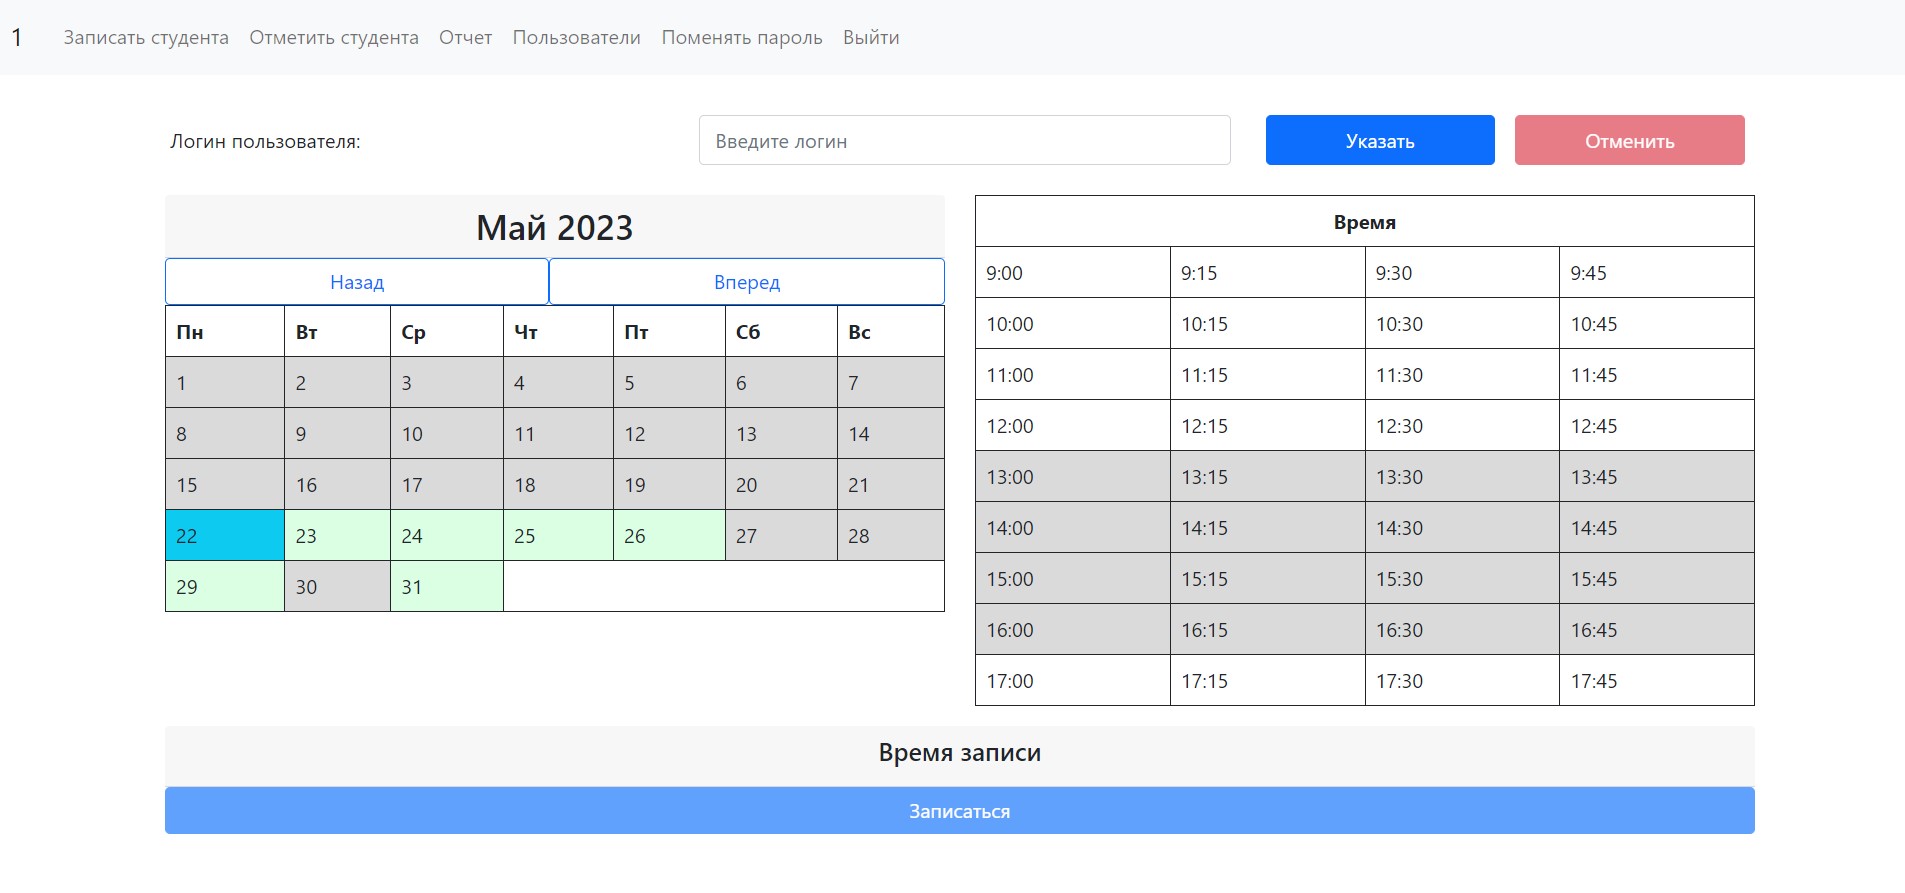 1 Записать студента Отметить студента Отчет Пользователи Поменять пароль Выйти
Логин пользователя: Введите логин Указать Отменить
Май 2023
Назад Вперед
Пн Вт Ср Чт Пт Сб Вс
1 2 3 4 5 6 7
8 9 10 11 12 13 14
15 16 17 18 19 20 21
22 23 24 25 26 27 28
29 30 31
Время
9:00 9:15 9:30 9:45
10:00 10:15 10:30 10:45
11:00 11:15 11:30 11:45
12:00 12:15 12:30 12:45
13:00 13:15 13:30 13:45
14:00 14:15 14:30 14:45
15:00 15:15 15:30 15:45
16:00 16:15 16:30 16:45
17:00 17:15 17:30 17:45
Время записи
Записаться